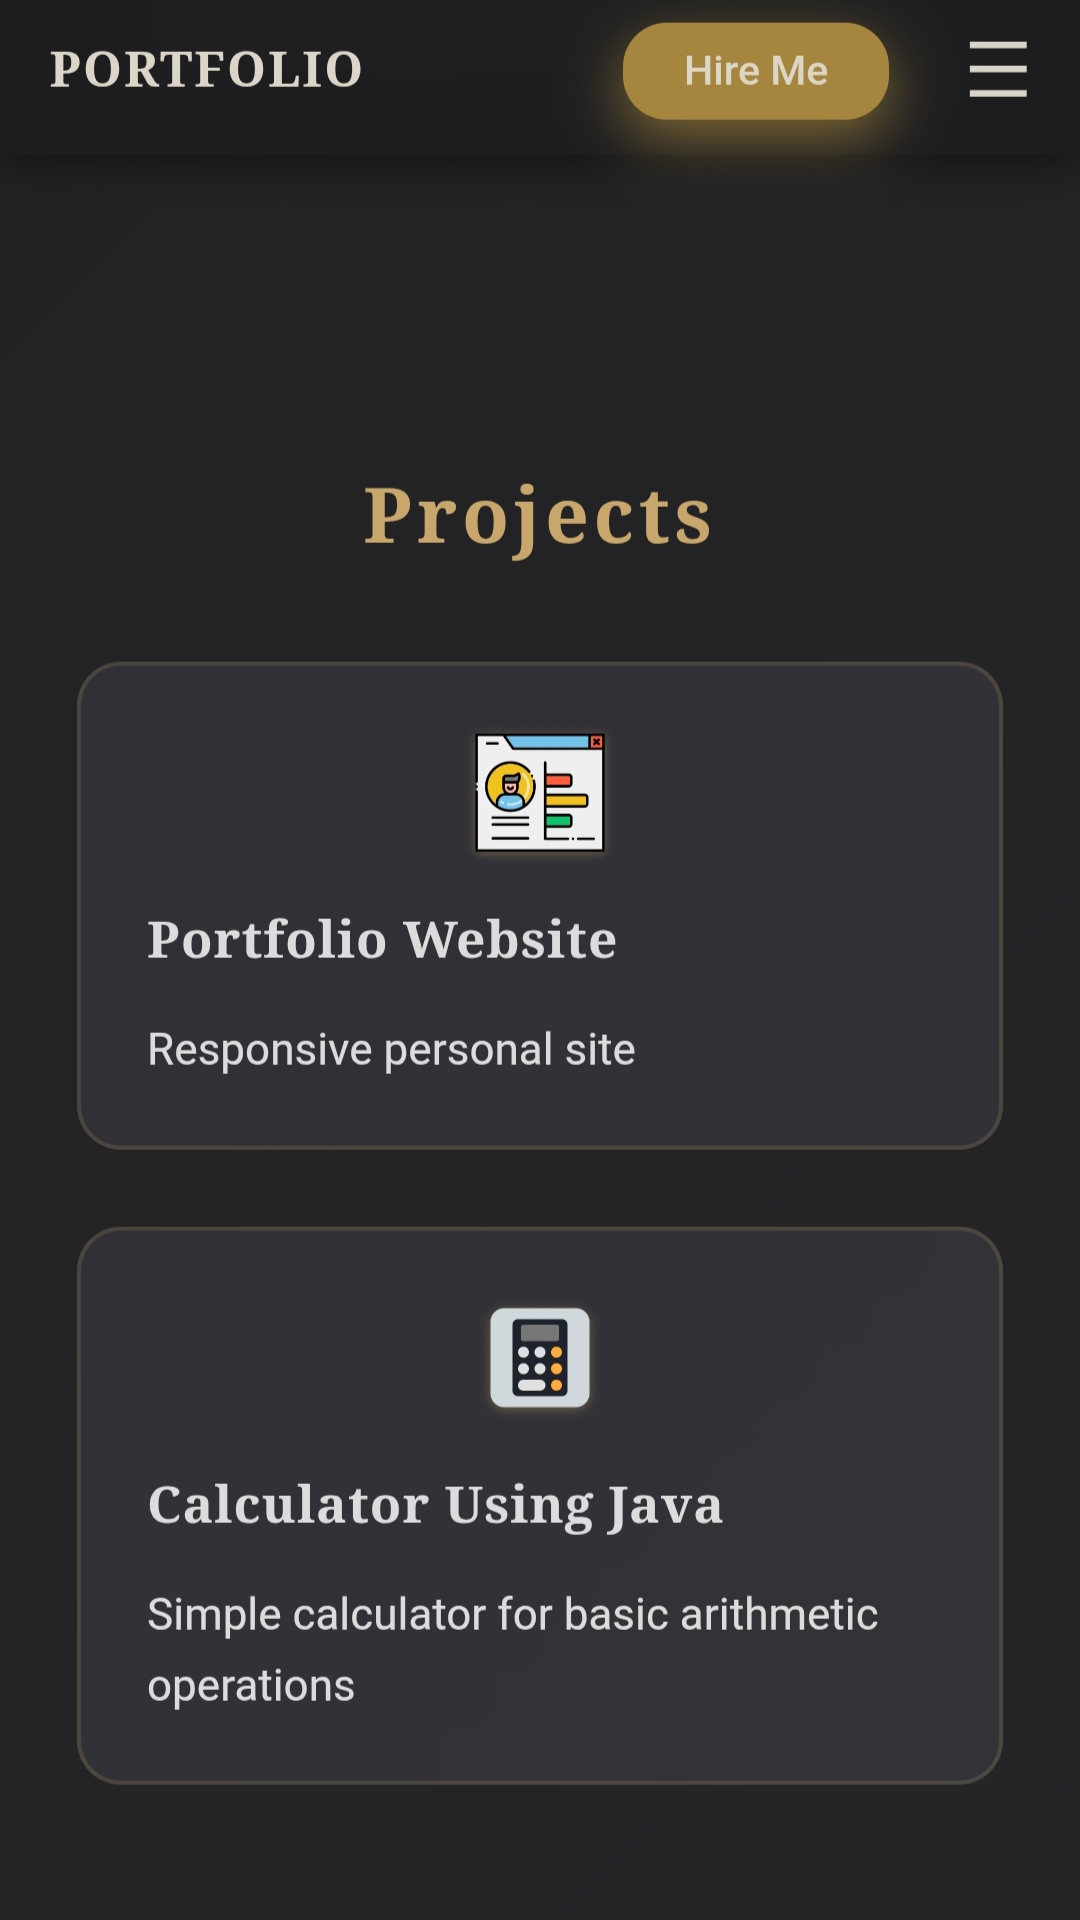 PORTFOLIO
Hire Me
Projects
Portfolio Website
Responsive personal site
Calculator Using Java
Simple calculator for basic arithmetic
operations